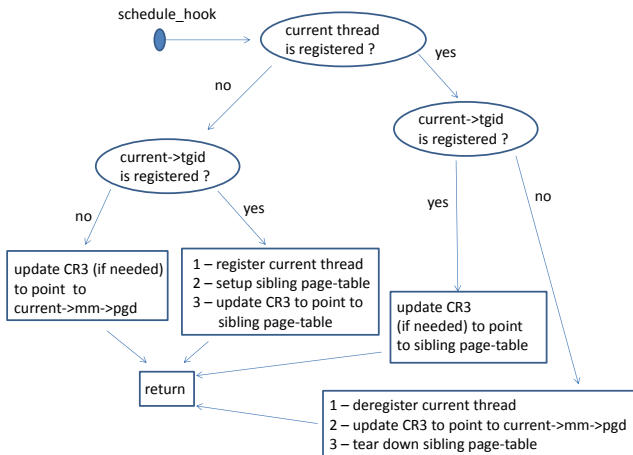 schedule_hook
current thread
is registered ?
no
yes
current->tgid
is registered ?
current->tgid
is registered ?
no
yes
yes
no
update CR3 (if needed)
to point to
current->mm->pgd
1 – register current thread
2 – setup sibling page-table
3 – update CR3 to point to
sibling page-table
update CR3
(if needed) to point
to sibling page-table
return
1 – deregister current thread
2 – update CR3 to point to current->mm->pgd
3 – tear down sibling page-table